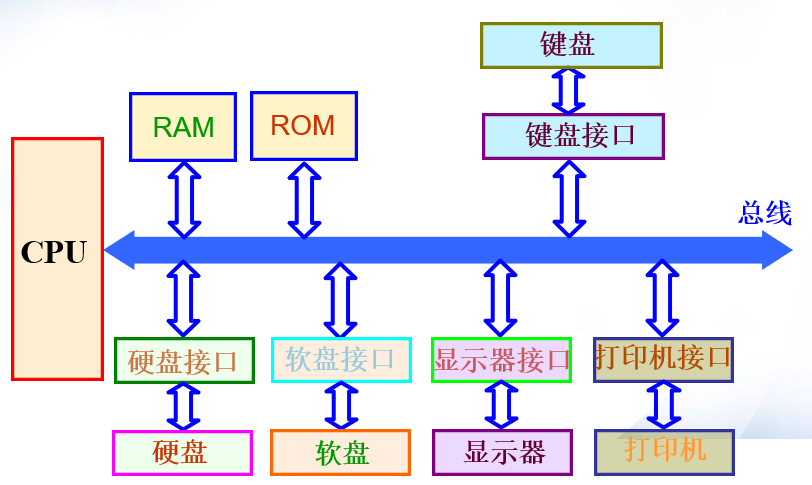 键盘
RAM
ROM
键盘接口
总线
CPU
硬盘接口
软盘接口
显示器接口
打印机接口
硬盘
软盘
显示器
打印机